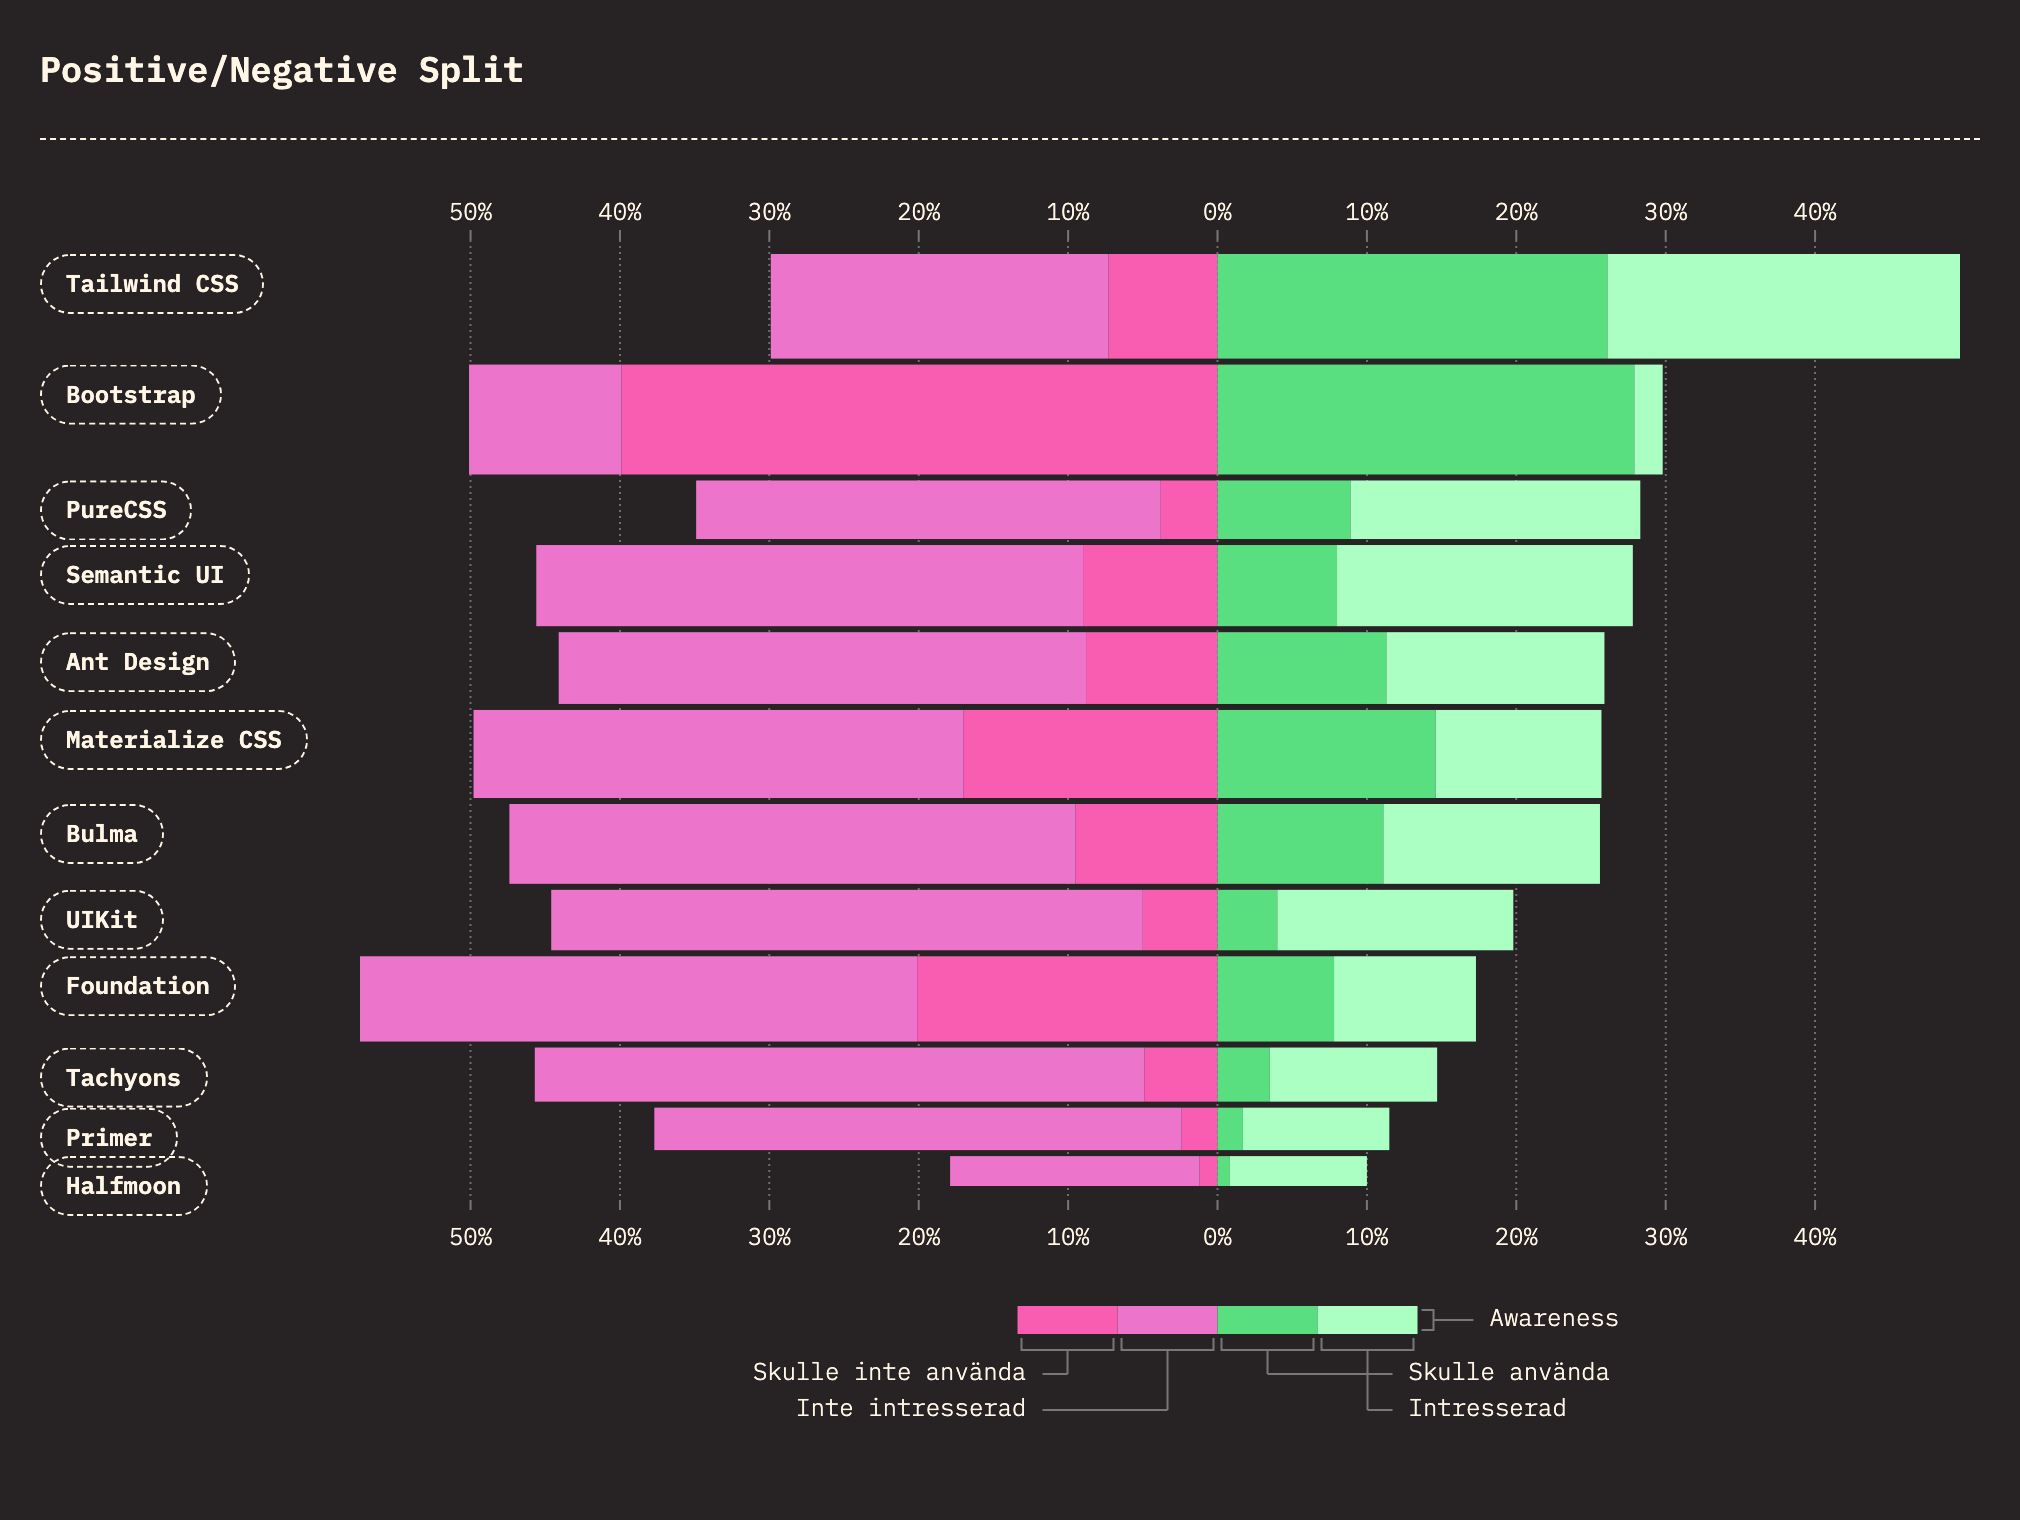 Positive/Negative Split
50% 40% 30% 20% 10% 0% 10% 20% 30% 40%
Tailwind CSS
Bootstrap
PureCSS
Semantic UI
Ant Design
Materialize CSS
Bulma
UIKit
Foundation
Tachyons
Primer
Halfmoon
50% 40% 30% 20% 10% 0% 10% 20% 30% 40%
Awareness
Skulle inte använda Skulle använda
Inte intresserad Intresserad